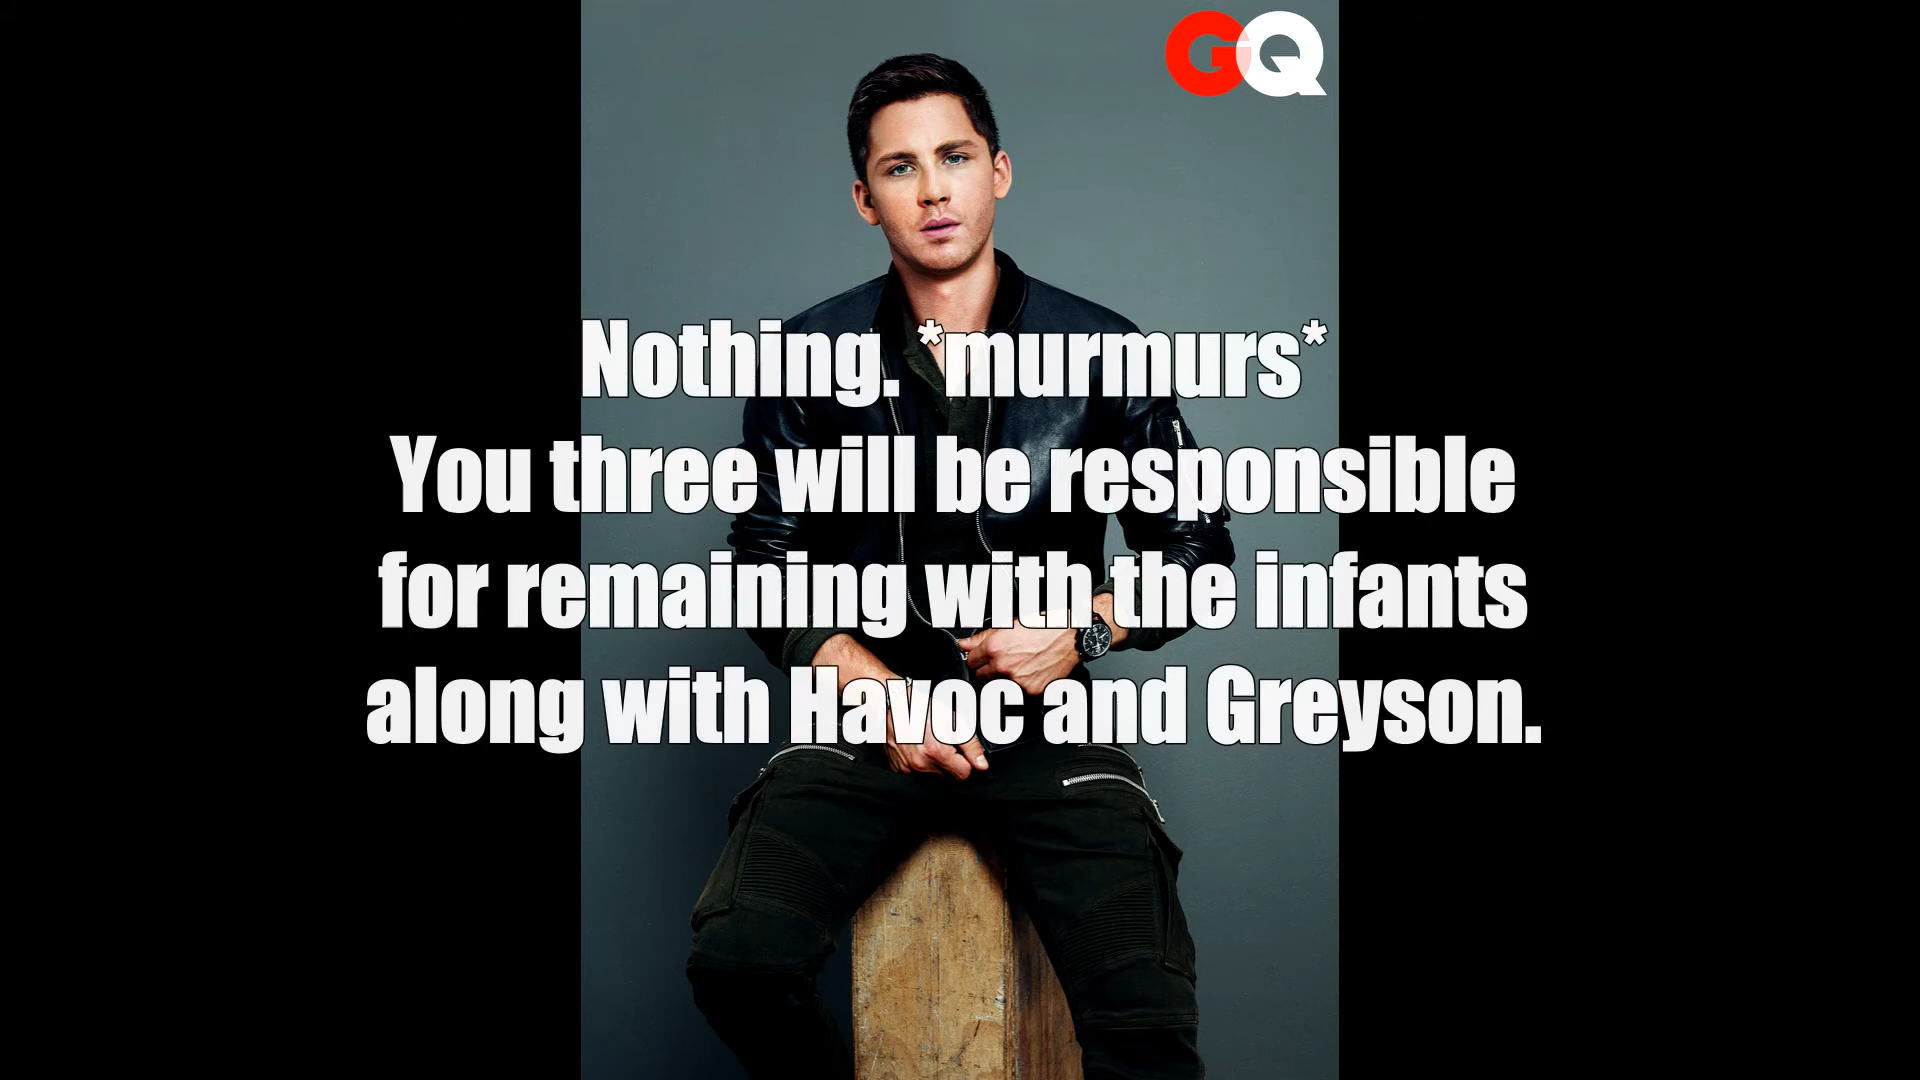 GQ
Nothing. *murmurs*
You three will be responsible
for remaining with the infants
along with Havoc and Greyson.